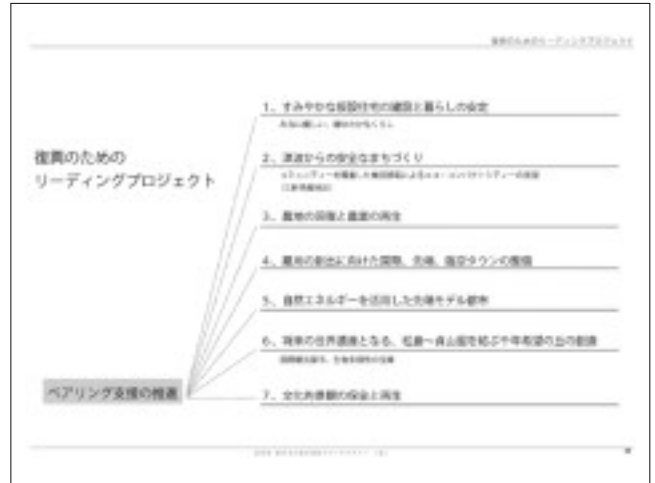 復興のためのリーディングプロジェクト
復興のための
リーディングプロジェクト
1、すみやかな仮設住宅の建設と暮らしの安定
2、津波からの安全なまちづくり
3、農地の回復と農業の再生
4、雇用の創出に向けた国際、先端、臨空タウンの整備
5、自然エネルギーを活用した先端モデル都市
6、将来の世界遺産となる、松島〜貞山堀を結ぶ千年希望の丘の創造
ペアリング支援の推進
7、文化的景観の保全と再生